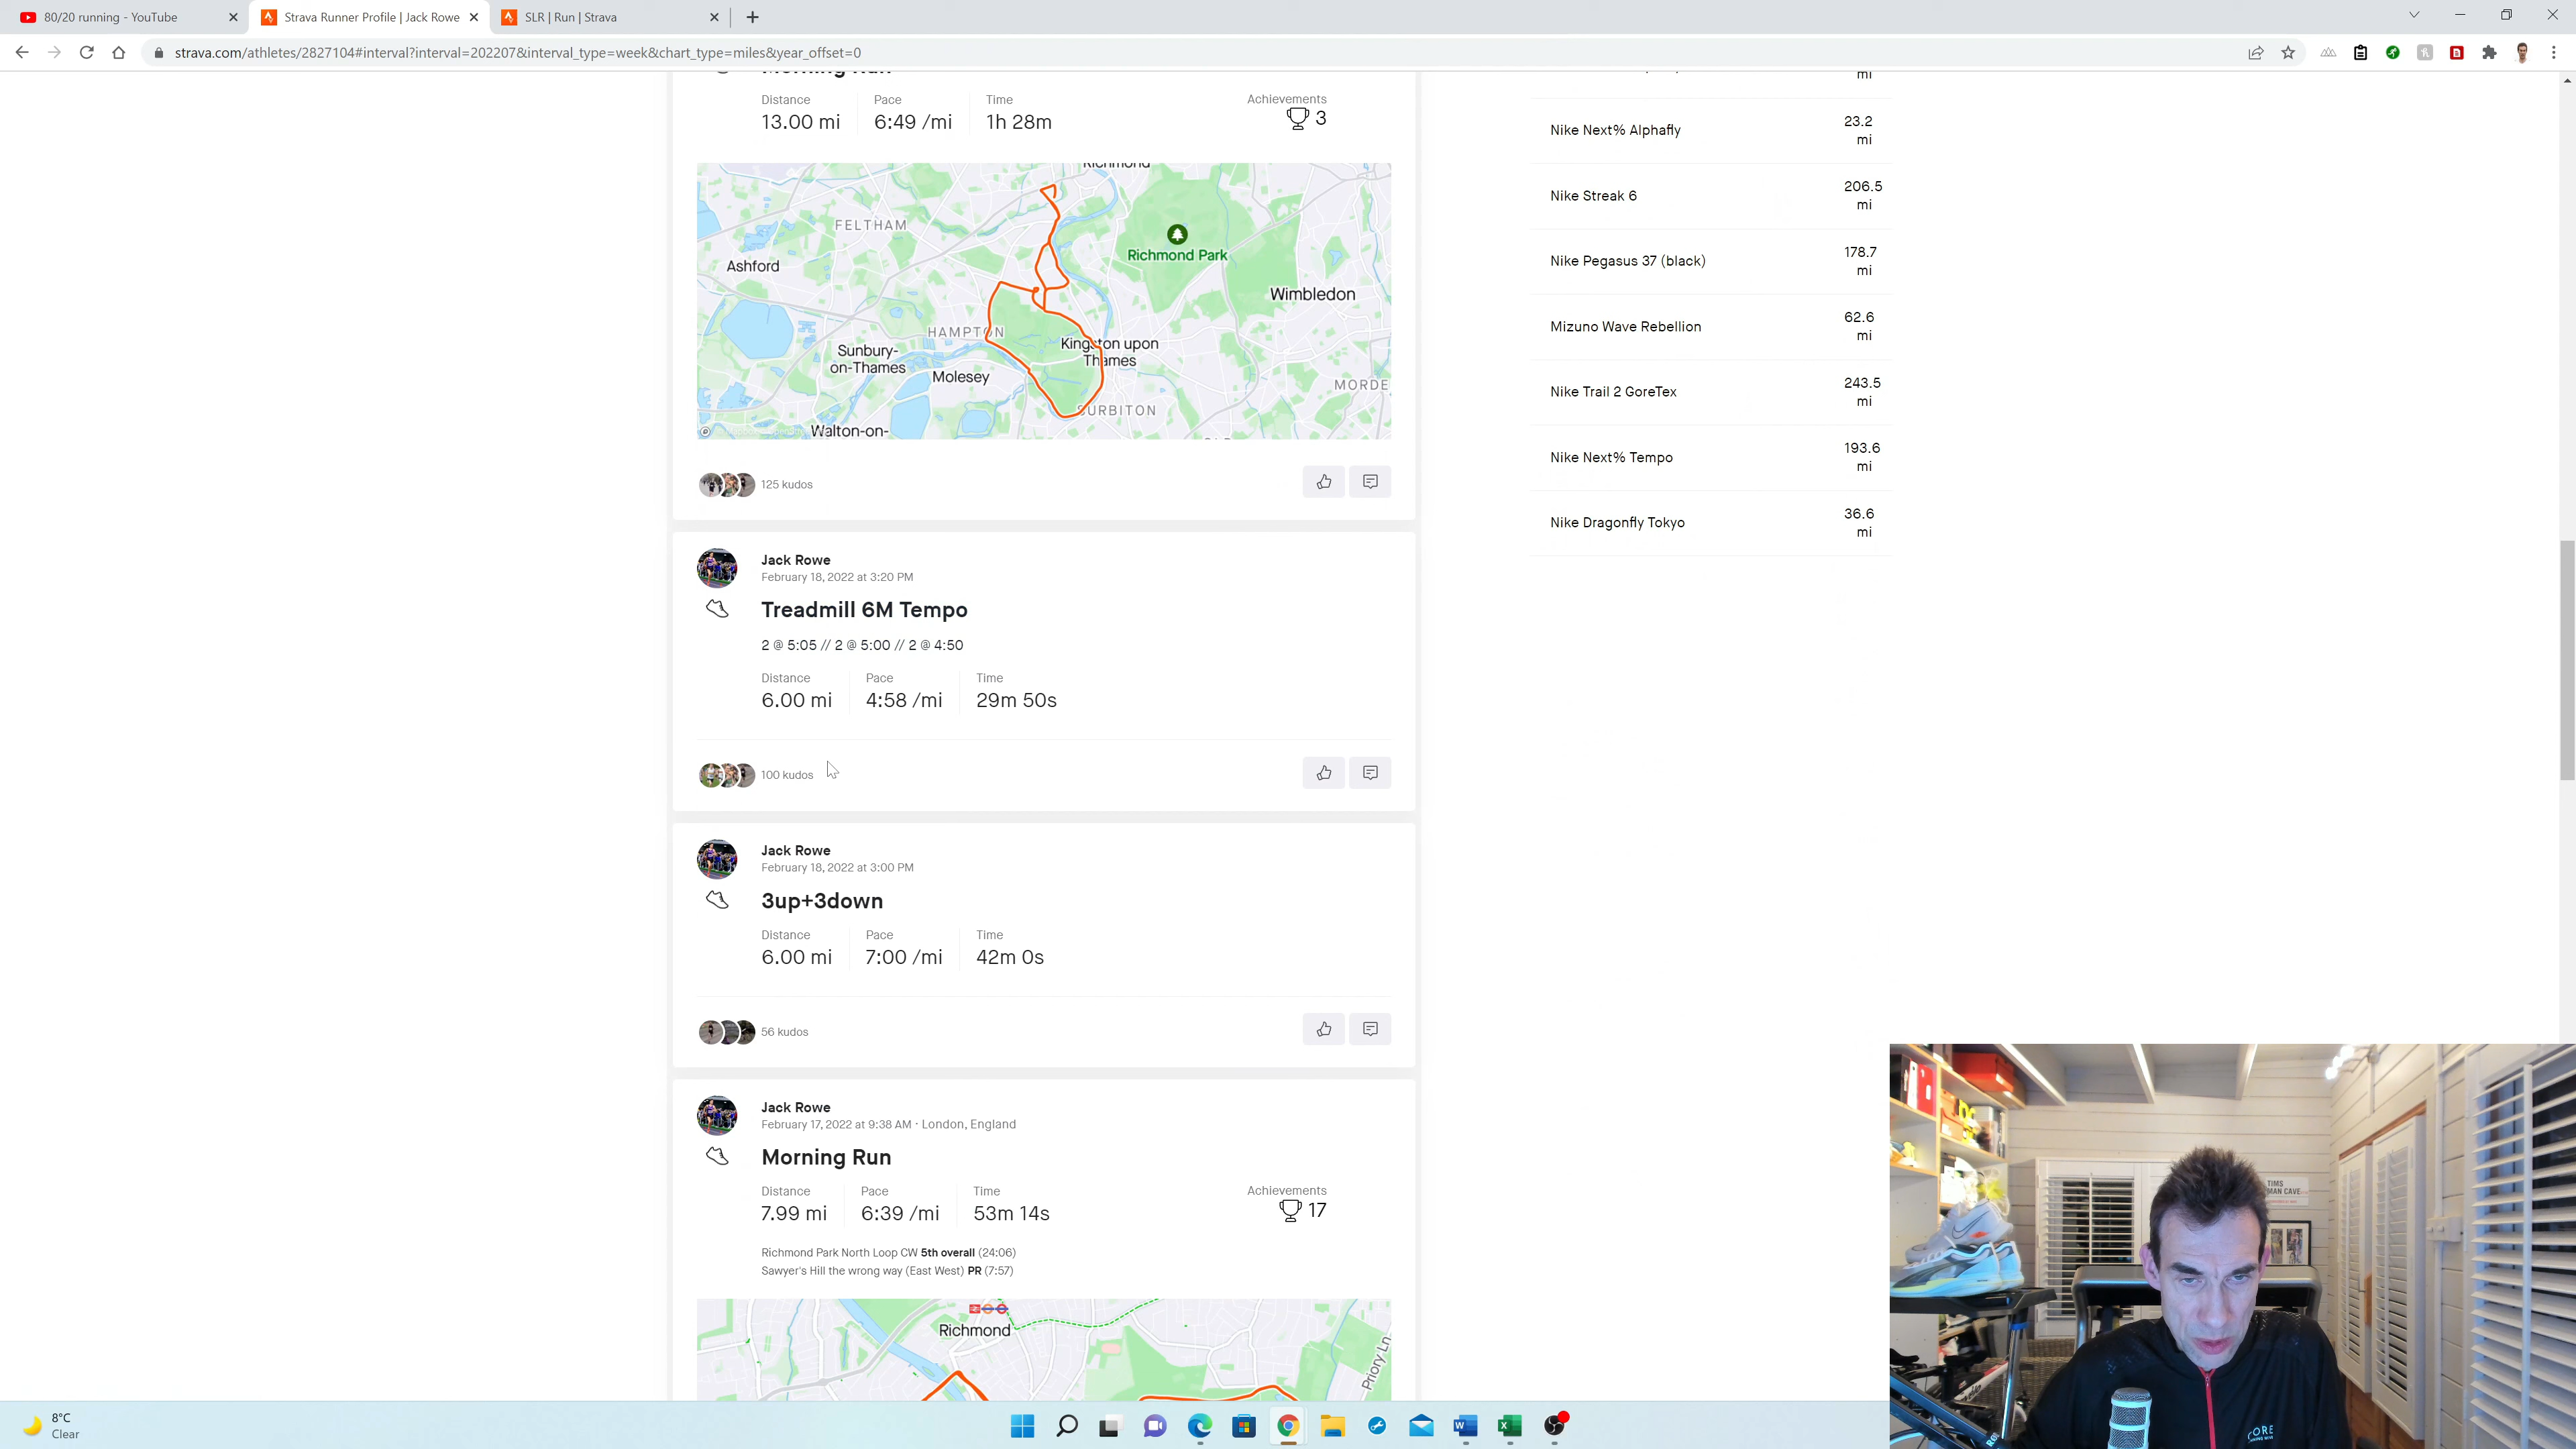 80/20 running - YouTube
Strava Runner Profile | Jack Rowe
SLR | Run | Strava
strava.com/athletes/2827104#interval?interval=202207&interval_type=week&chart_type=miles&year_offset=0
Morning Run
Distance
Pace
Time
Achievements
13.00 mi
6:49 /mi
1h 28m
3
Richmond
FELTHAM
Ashford
Richmond Park
Wimbledon
HAMPTON
Sunbury-
on-Thames
Kingston upon
Thames
Molesey
MORDE
SURBITON
Walton-on-
125 kudos
Jack Rowe
February 18, 2022 at 3:20 PM
Treadmill 6M Tempo
2 @ 5:05 // 2 @ 5:00 // 2 @ 4:50
Distance
Pace
Time
6.00 mi
4:58 /mi
29m 50s
100 kudos
Jack Rowe
February 18, 2022 at 3:00 PM
3up+3down
Distance
Pace
Time
6.00 mi
7:00 /mi
42m 0s
56 kudos
Jack Rowe
February 17, 2022 at 9:38 AM · London, England
Morning Run
Distance
Pace
Time
Achievements
7.99 mi
6:39 /mi
53m 14s
17
Richmond Park North Loop CW 5th overall (24:06)
Sawyer's Hill the wrong way (East West) PR (7:57)
Richmond
Priory Ln
mi
Nike Next% Alphafly
23.2
mi
Nike Streak 6
206.5
mi
Nike Pegasus 37 (black)
178.7
mi
Mizuno Wave Rebellion
62.6
mi
Nike Trail 2 GoreTex
243.5
mi
Nike Next% Tempo
193.6
mi
Nike Dragonfly Tokyo
36.6
mi
TIMS
MAN CAVE
CORE
8°C
Clear